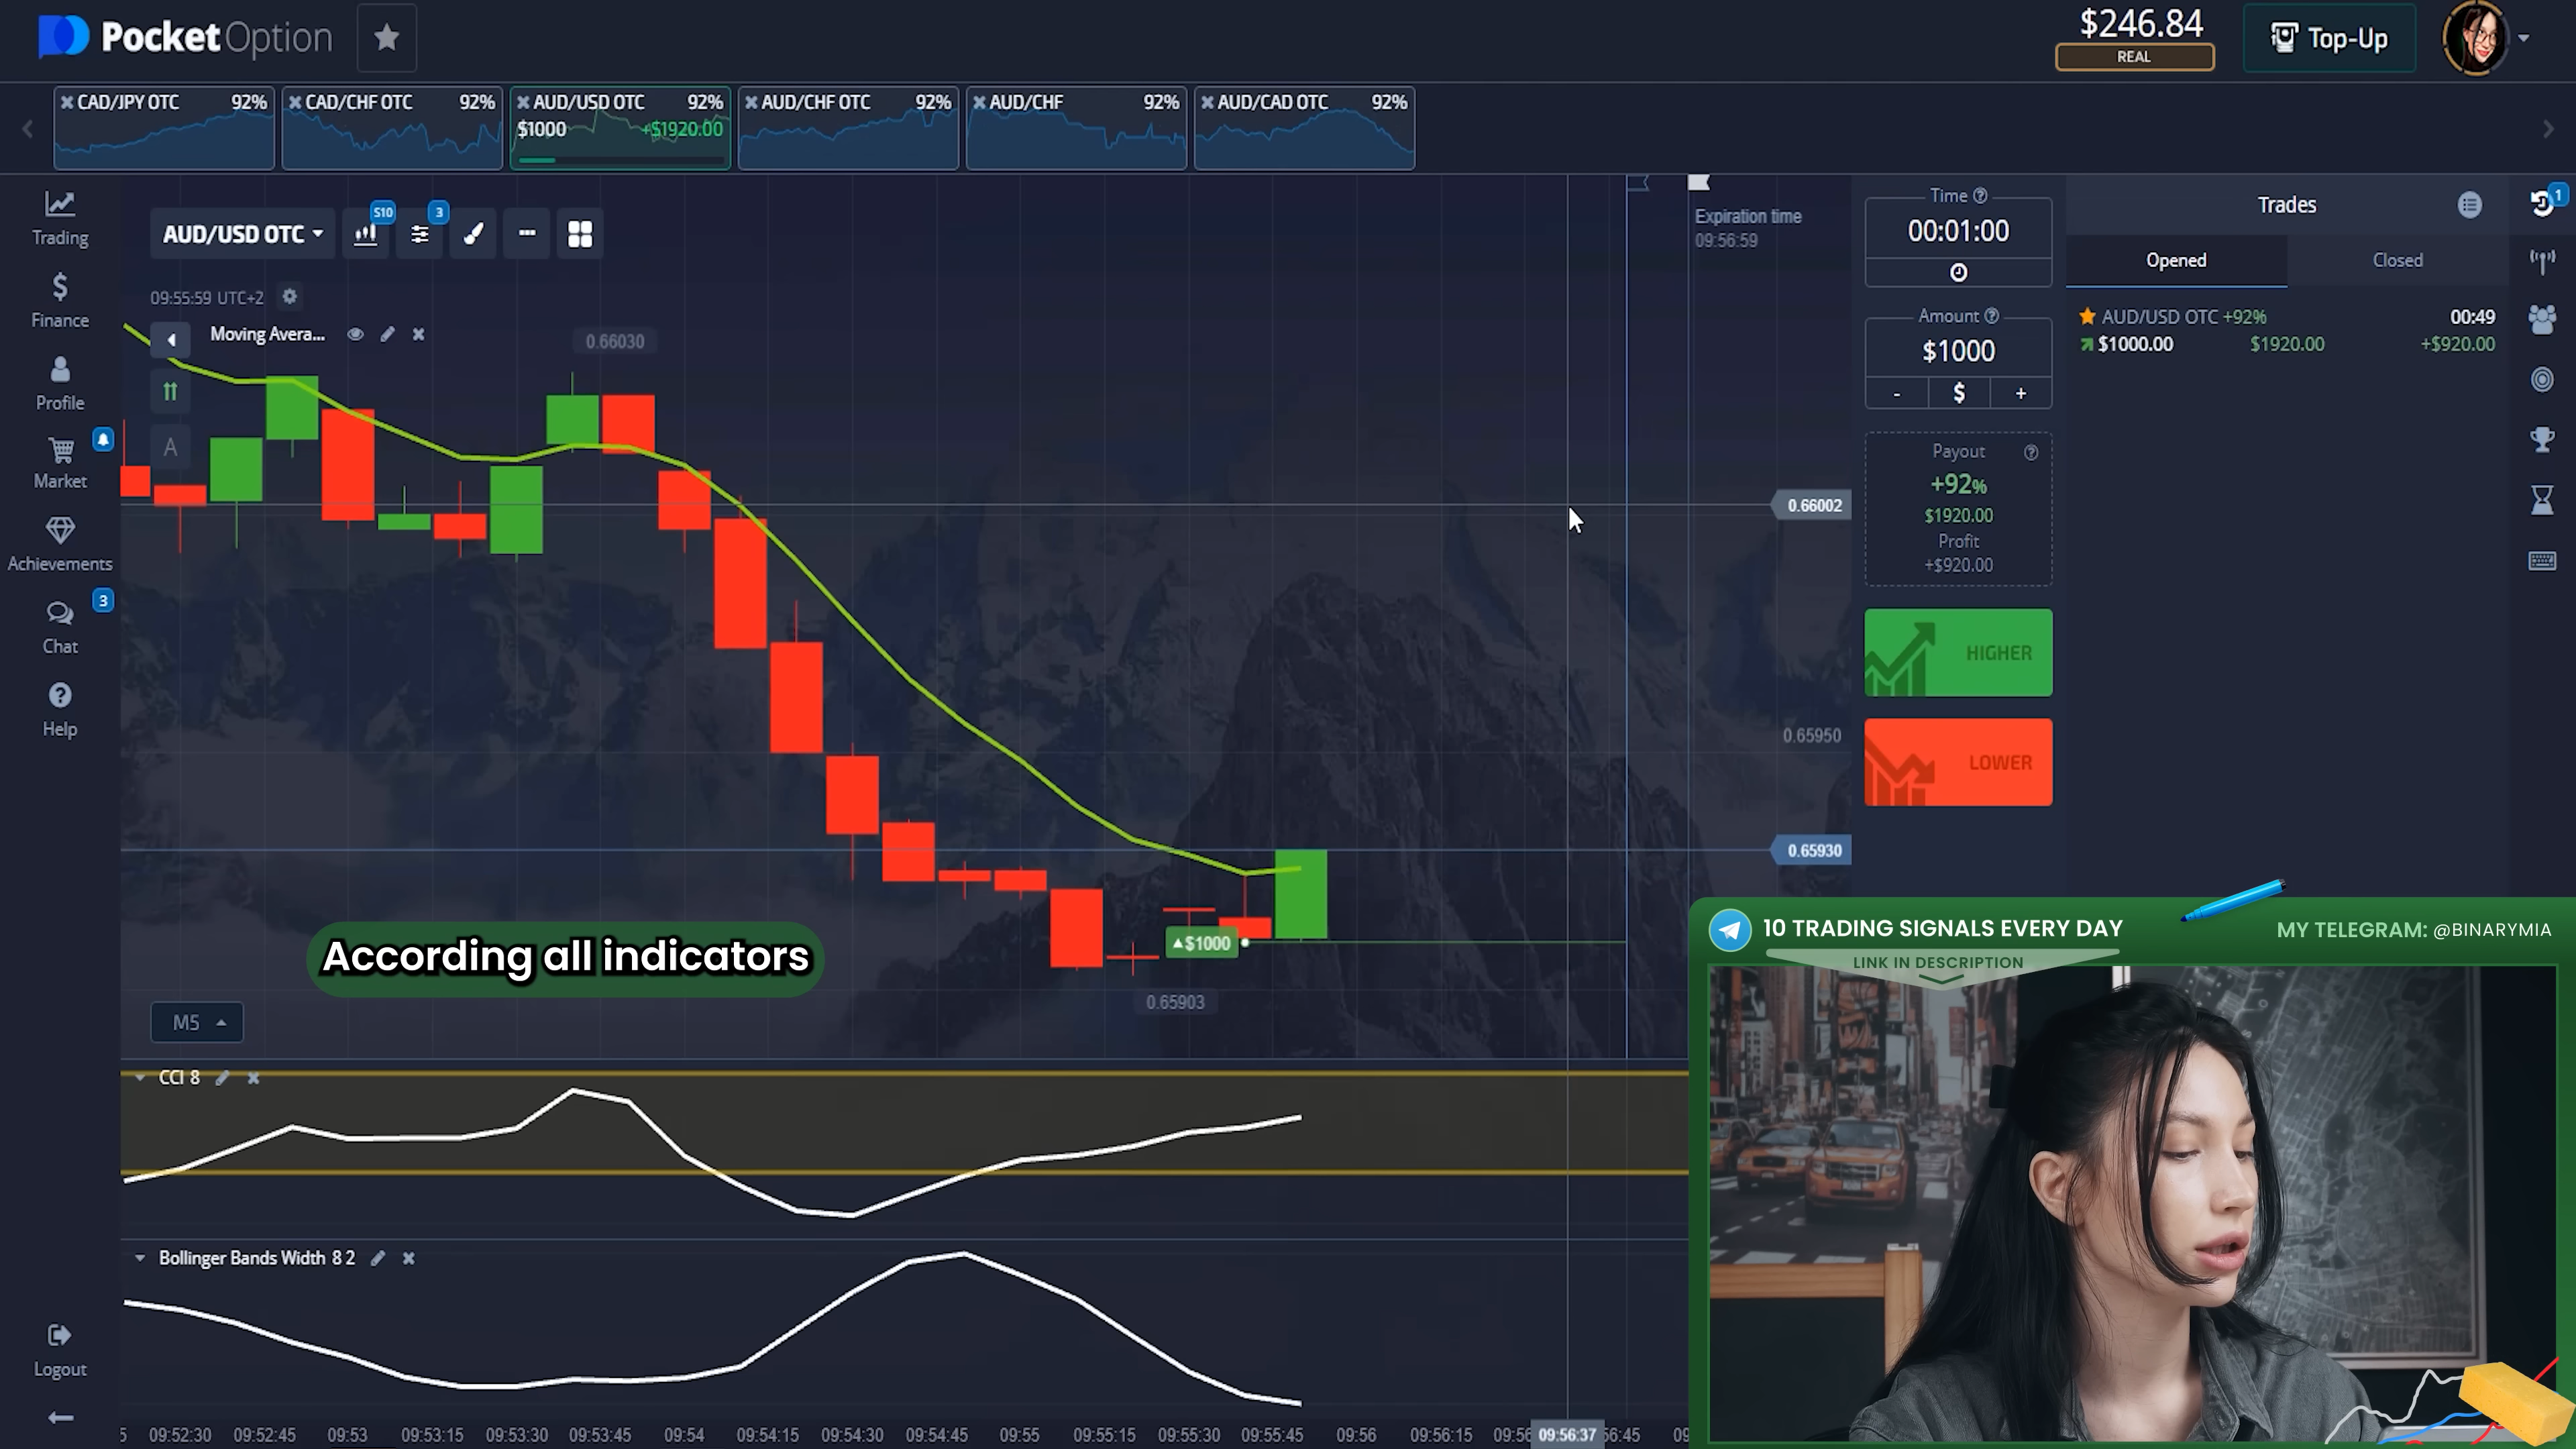 Pocket Option
$246.84
REAL
Top-Up
CAD/JPY OTC 92%
CAD/CHF OTC 92%
AUD/USD OTC 92%
$1000 +$1920.00
AUD/CHF OTC 92%
AUD/CHF 92%
AUD/CAD OTC 92%
Trading
Finance
Profile
Market
Achievements
3
Chat
Help
Logout
AUD/USD OTC
S10
3
09:55:59 UTC+2
Moving Avera...
A
0.66030
Expiration time
09:56:59
0.66002
0.65950
0.65930
$1000
0.65903
According all indicators
M5
CCI 8
Bollinger Bands Width 8 2
5 09:52:30 09:52:45 09:53 09:53:15 09:53:30 09:53:45 09:54 09:54:15 09:54:30 09:54:45 09:55 09:55:15 09:55:30 09:55:45 09:56 09:56:15 09:56 09:56:37 56:45 09
Time
00:01:00
Amount
$1000
- $ +
Payout
+92%
$1920.00
Profit
+$920.00
HIGHER
LOWER
Trades
1
Opened Closed
AUD/USD OTC +92% 00:49
$1000.00 $1920.00 +$920.00
10 TRADING SIGNALS EVERY DAY
LINK IN DESCRIPTION
MY TELEGRAM: @BINARYMIA